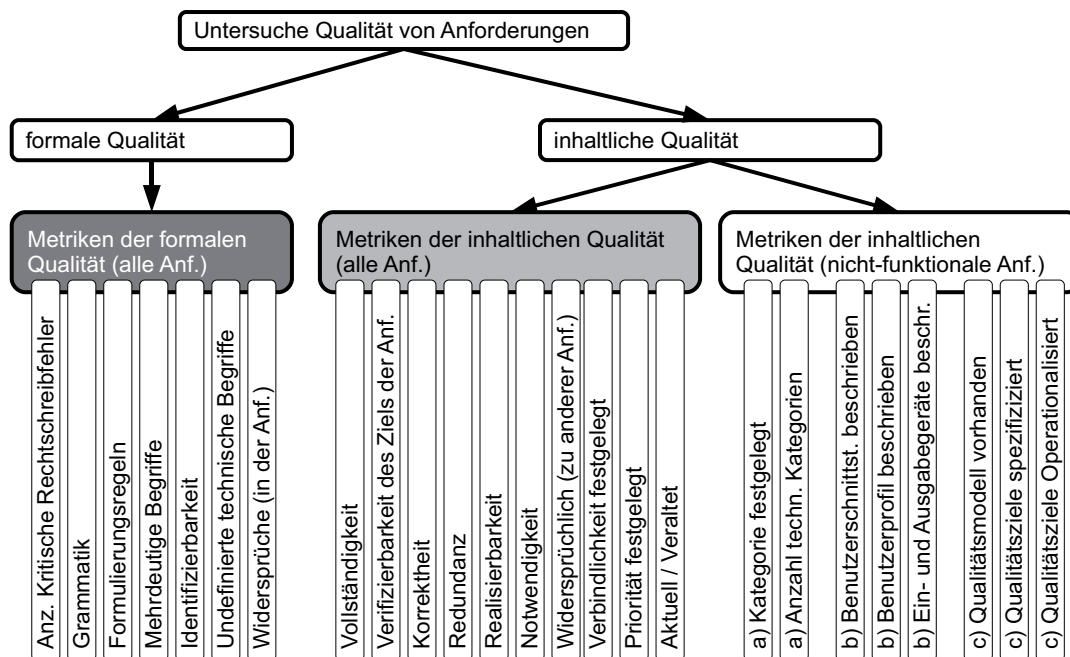 Untersuche Qualität von Anforderungen
formale Qualität
inhaltliche Qualität
Metriken der formalen
Qualität (alle Anf.)
Anz. Kritische Rechtschreibfehler
Grammatik
Formulierungsregeln
Mehrdeutige Begriffe
Identifizierbarkeit
Undefinierte technische Begriffe
Widersprüche (in der Anf.)
Metriken der inhaltlichen Qualität
(alle Anf.)
Vollständigkeit
Verifizierbarkeit des Ziels der Anf.
Korrektheit
Redundanz
Realisierbarkeit
Notwendigkeit
Widersprüchlich (zu anderer Anf.)
Verbindlichkeit festgelegt
Priorität festgelegt
Aktuell / Veraltet
Metriken der inhaltlichen
Qualität (nicht-funktionale Anf.)
a) Kategorie festgelegt
a) Anzahl techn. Kategorien
b) Benutzerschnittst. beschrieben
b) Benutzerprofil beschrieben
b) Ein- und Ausgabegeräte beschr.
c) Qualitätsmodell vorhanden
c) Qualitätsziele spezifiziziert
c) Qualitätsziele Operationalisiert